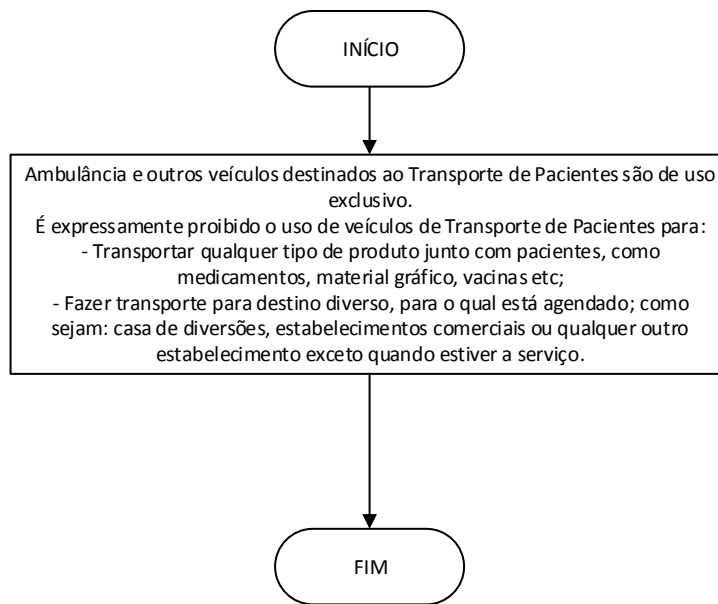 INÍCIO
Ambulância e outros veículos destinados ao Transporte de Pacientes são de uso
exclusivo.
É expressamente proibido o uso de veículos de Transporte de Pacientes para:
- Transportar qualquer tipo de produto junto com pacientes, como
medicamentos, material gráfico, vacinas etc;
- Fazer transporte para destino diverso, para o qual está agendado; como
sejam: casa de diversões, estabelecimentos comerciais ou qualquer outro
estabelecimento exceto quando estiver a serviço.
FIM